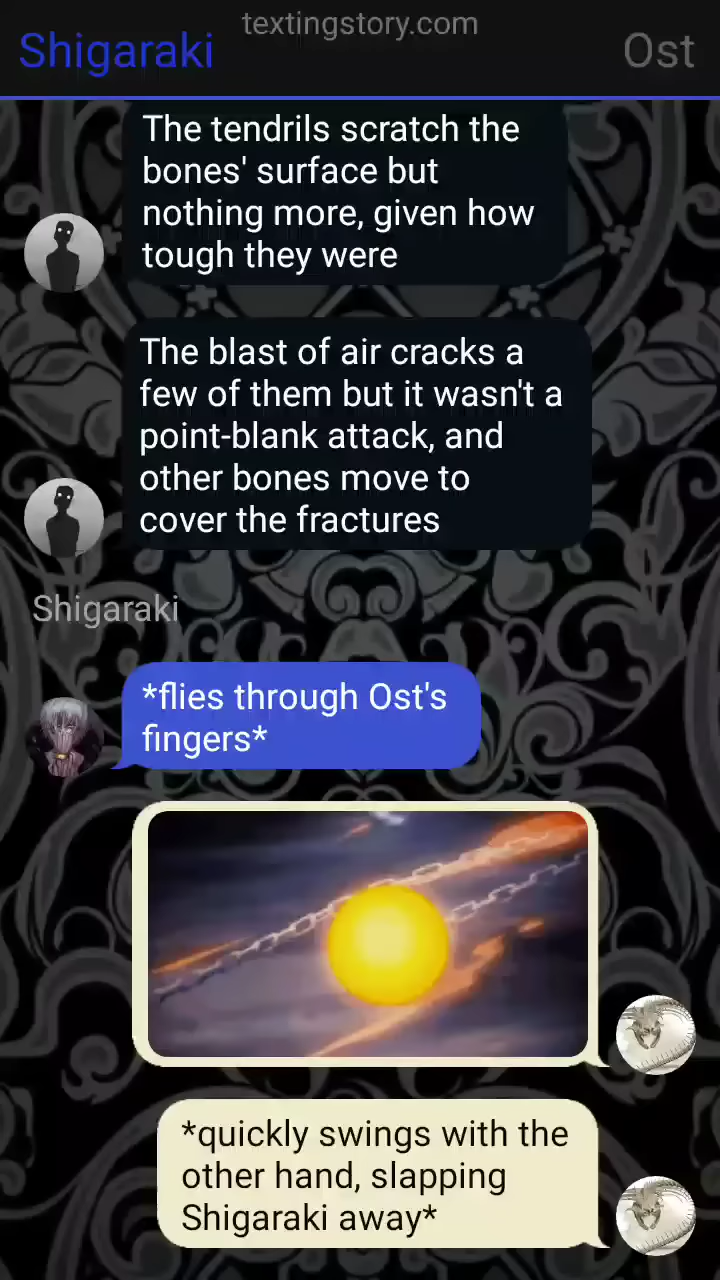 textingstory.com
Shigaraki
Ost
The tendrils scratch the
bones' surface but
nothing more, given how
tough they were
The blast of air cracks a
few of them but it wasn't a
point-blank attack, and
other bones move to
cover the fractures
Shigaraki
*flies through Ost's
fingers*
*quickly swings with the
other hand, slapping
Shigaraki away*